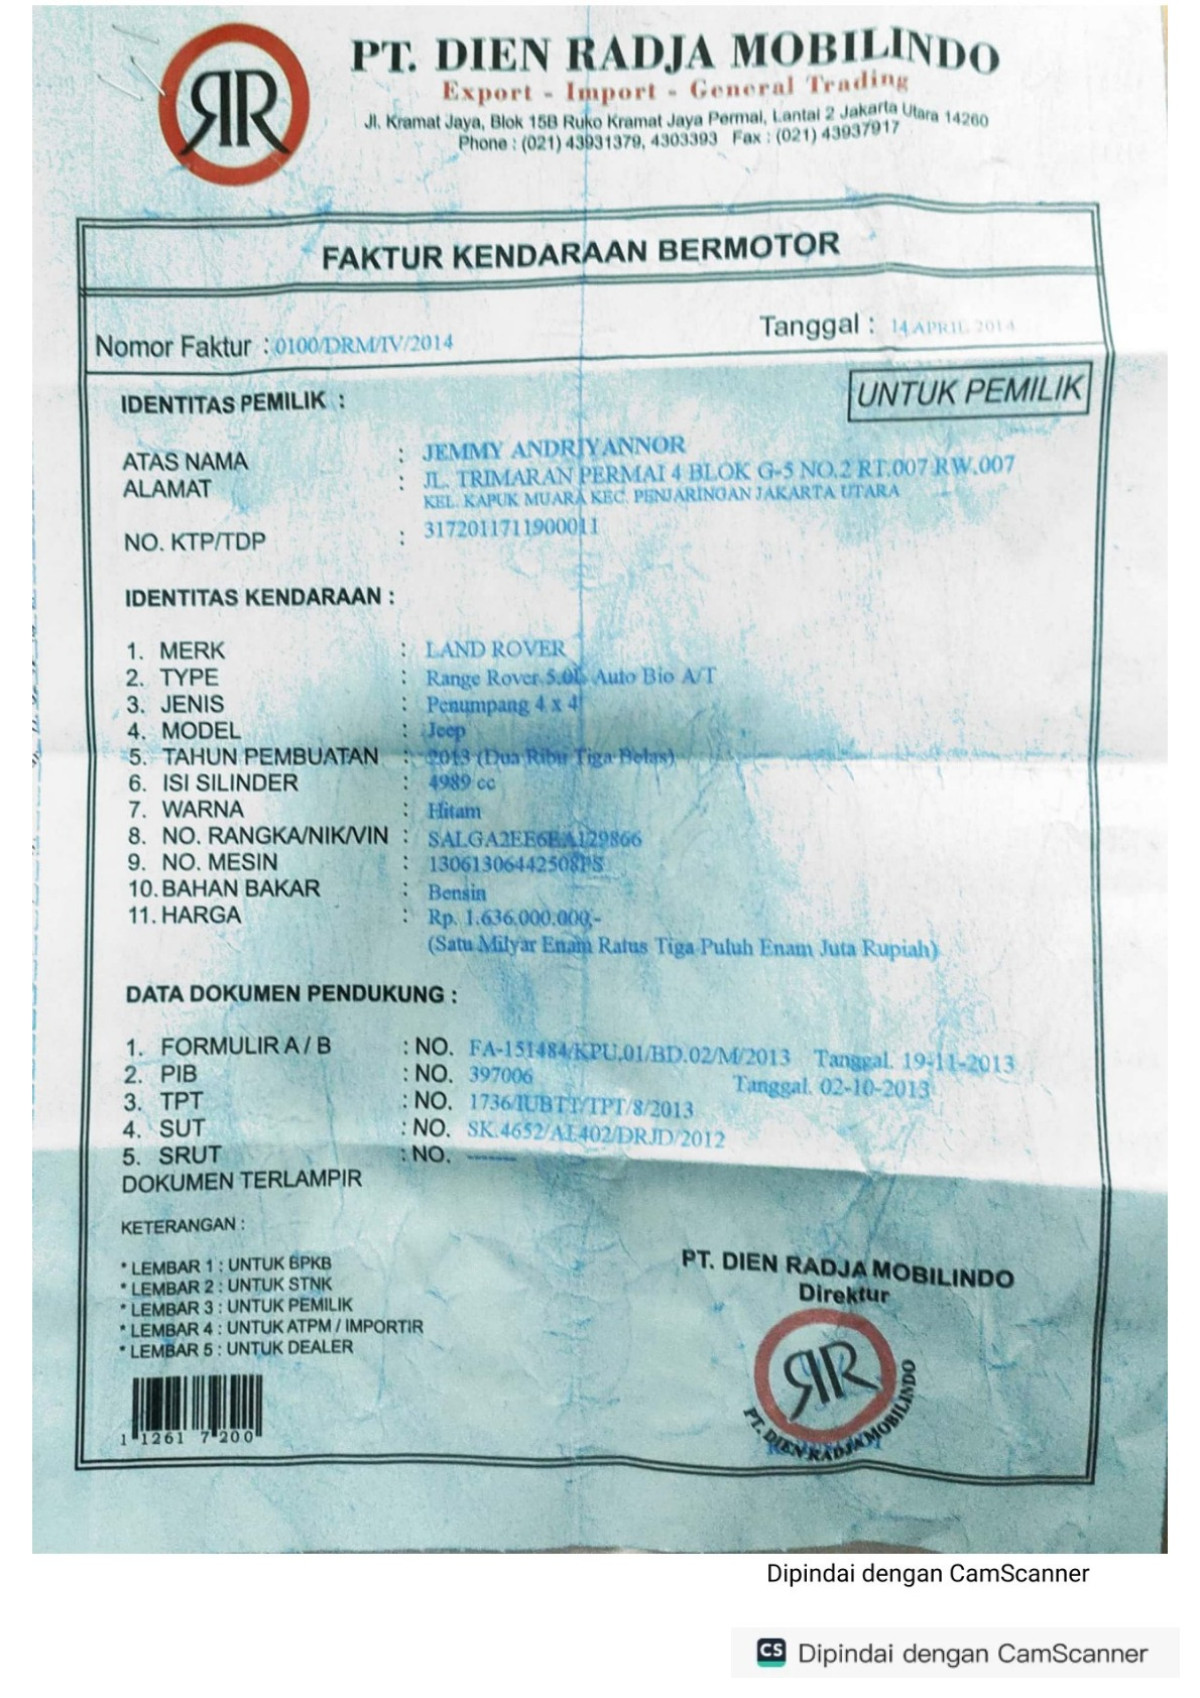 RR
PT. DIEN RADJA MOBILINDO
Export - Import - General Trading
Jl. Kramat Jaya, Blok 15B Ruko Kramat Jaya Permai, Lantai 2 Jakarta Utara 14260
Phone : (021) 43931379, 4303393 Fax : (021) 43937917
FAKTUR KENDARAAN BERMOTOR
Nomor Faktur : 0100/DRM/IV/2014
Tanggal : 14 APRIL 2014
IDENTITAS PEMILIK :
UNTUK PEMILIK
ATAS NAMA : JEMMY ANDRIYANNOR
ALAMAT : JL. TRIMARAN PERMAI 4 BLOK G-5 NO.2 RT.007 RW.007
KEL. KAPUK MUARA KEC. PENJARINGAN JAKARTA UTARA
NO. KTP/TDP : 3172011711900011
IDENTITAS KENDARAAN :
1. MERK : LAND ROVER
2. TYPE : Range Rover 5.0L Auto Bio A/T
3. JENIS : Penumpang 4 x 4
4. MODEL : Jeep
5. TAHUN PEMBUATAN : 2013 (Dua Ribu Tiga Belas)
6. ISI SILINDER : 4989 cc
7. WARNA : Hitam
8. NO. RANGKA/NIK/VIN : SALGA2EE6EA129866
9. NO. MESIN : 13061306442508PS
10. BAHAN BAKAR : Bensin
11. HARGA : Rp. 1.636.000.000,-
(Satu Milyar Enam Ratus Tiga Puluh Enam Juta Rupiah)
DATA DOKUMEN PENDUKUNG :
1. FORMULIR A / B : NO. FA-151484/KPU.01/BD.02/M/2013 Tanggal. 19-11-2013
2. PIB : NO. 397006 Tanggal. 02-10-2013
3. TPT : NO. 1736/IUBTT/TPT/8/2013
4. SUT : NO. SK.4652/AJ.402/DRJD/2012
5. SRUT : NO. -------
DOKUMEN TERLAMPIR
KETERANGAN :
* LEMBAR 1 : UNTUK BPKB
* LEMBAR 2 : UNTUK STNK
* LEMBAR 3 : UNTUK PEMILIK
* LEMBAR 4 : UNTUK ATPM / IMPORTIR
* LEMBAR 5 : UNTUK DEALER
1 1261 7 200
PT. DIEN RADJA MOBILINDO
Direktur
RR
PT. DIEN RADJA MOBILINDO
Dipindai dengan CamScanner
CS Dipindai dengan CamScanner